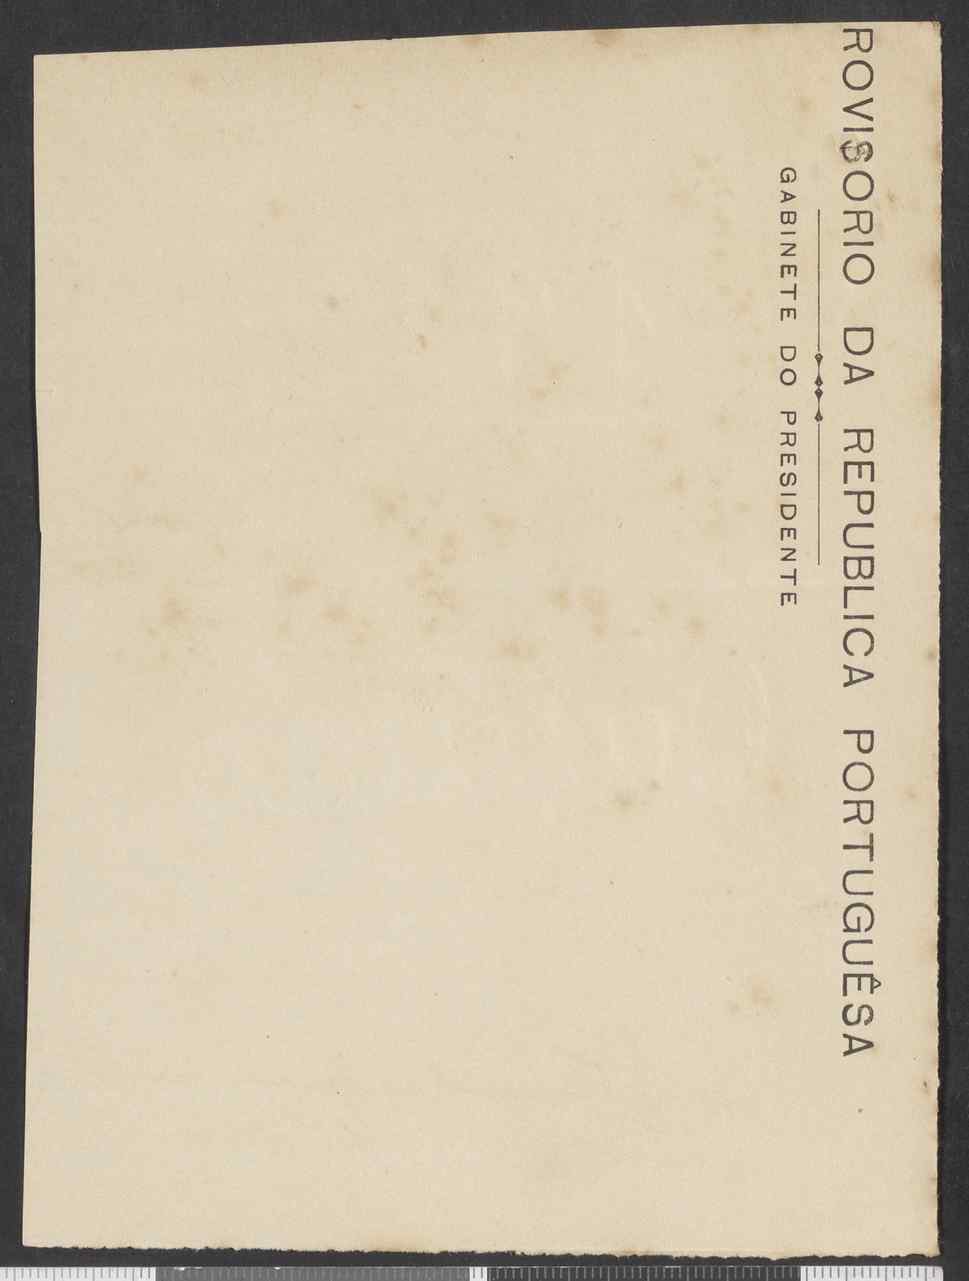 ROVISORIO DA REPUBLICA PORTUGUÊSA
GABINETE DO PRESIDENTE